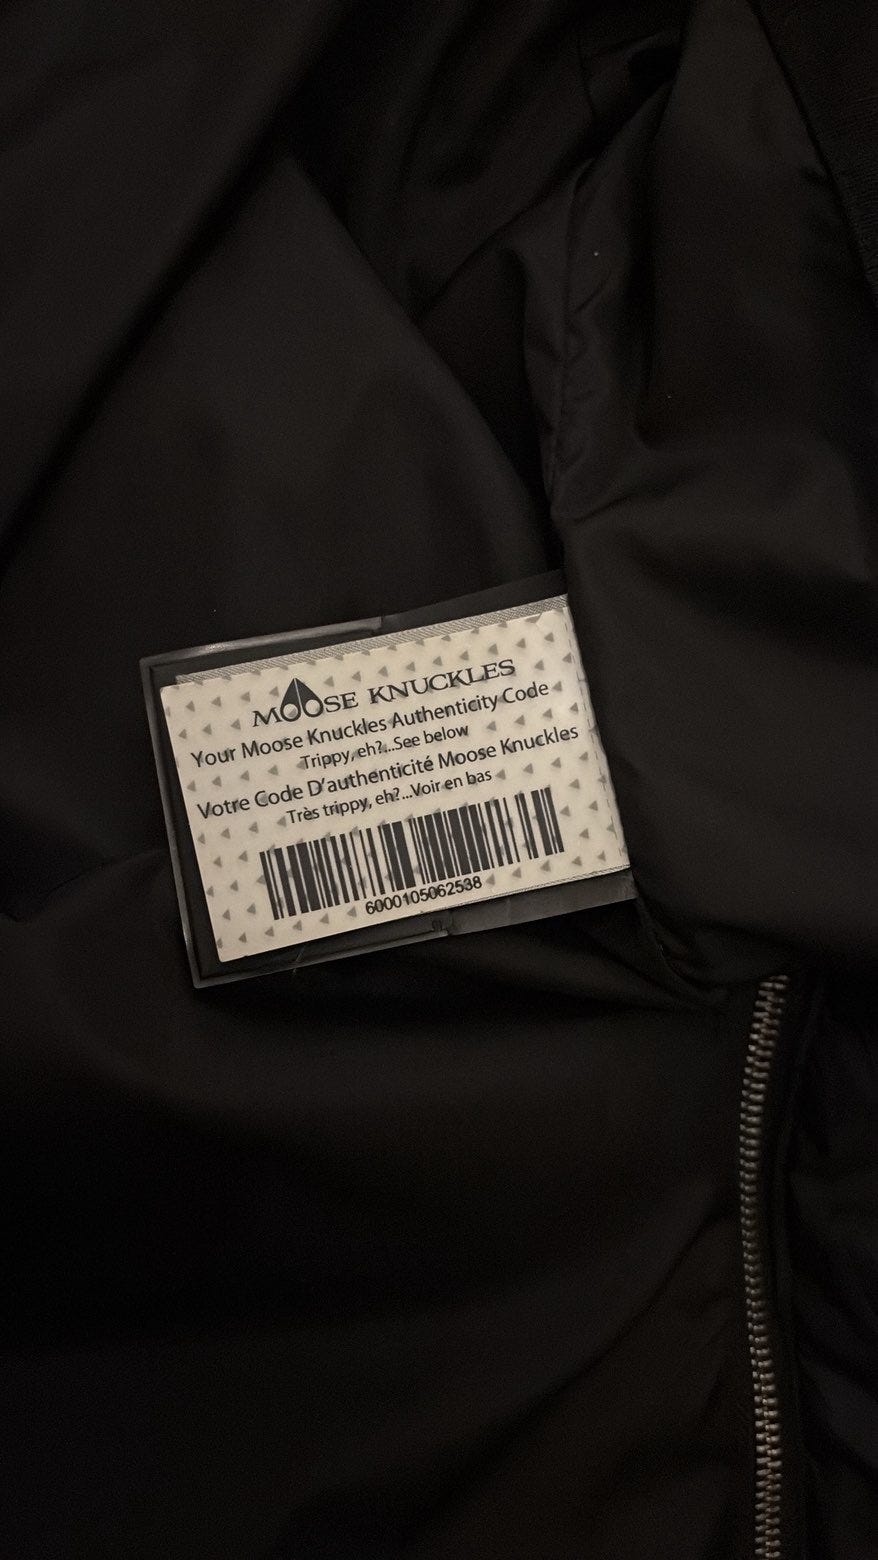 MOOSE KNUCKLES
Your Moose Knuckles Authenticity Code
Trippy, eh?...See below
Votre Code D'authenticité Moose Knuckles
Très trippy, eh?...Voir en bas
6000105062538